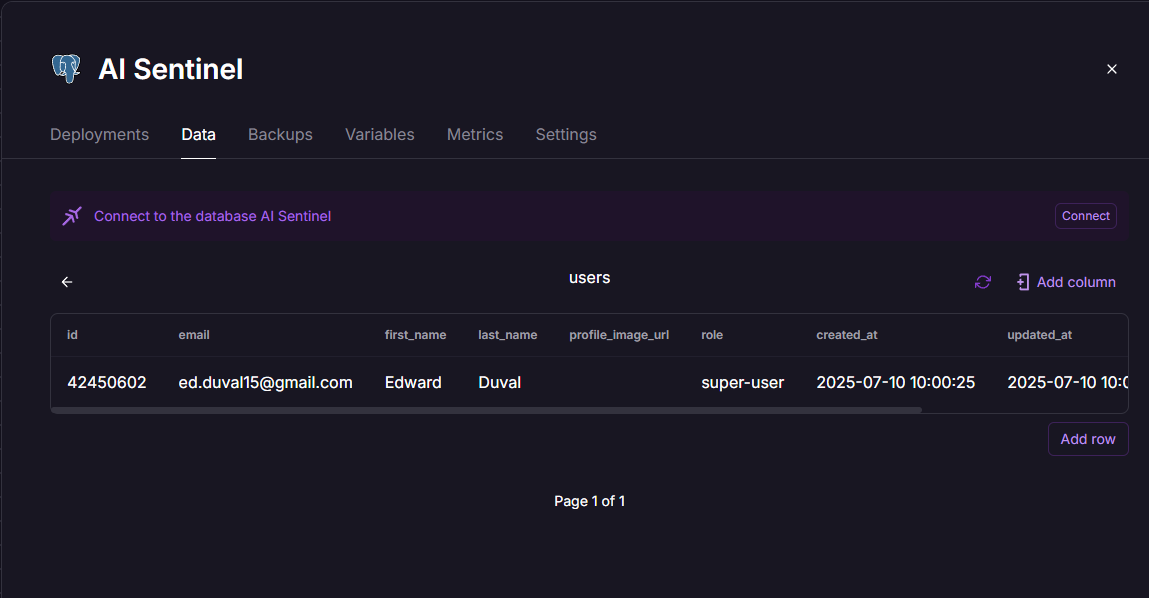 AI Sentinel
Deployments Data Backups Variables Metrics Settings
Connect to the database AI Sentinel Connect
users
Add column
id email first_name last_name profile_image_url role created_at updated_at
42450602 ed.duval15@gmail.com Edward Duval super-user 2025-07-10 10:00:25 2025-07-10 10:0
Add row
Page 1 of 1